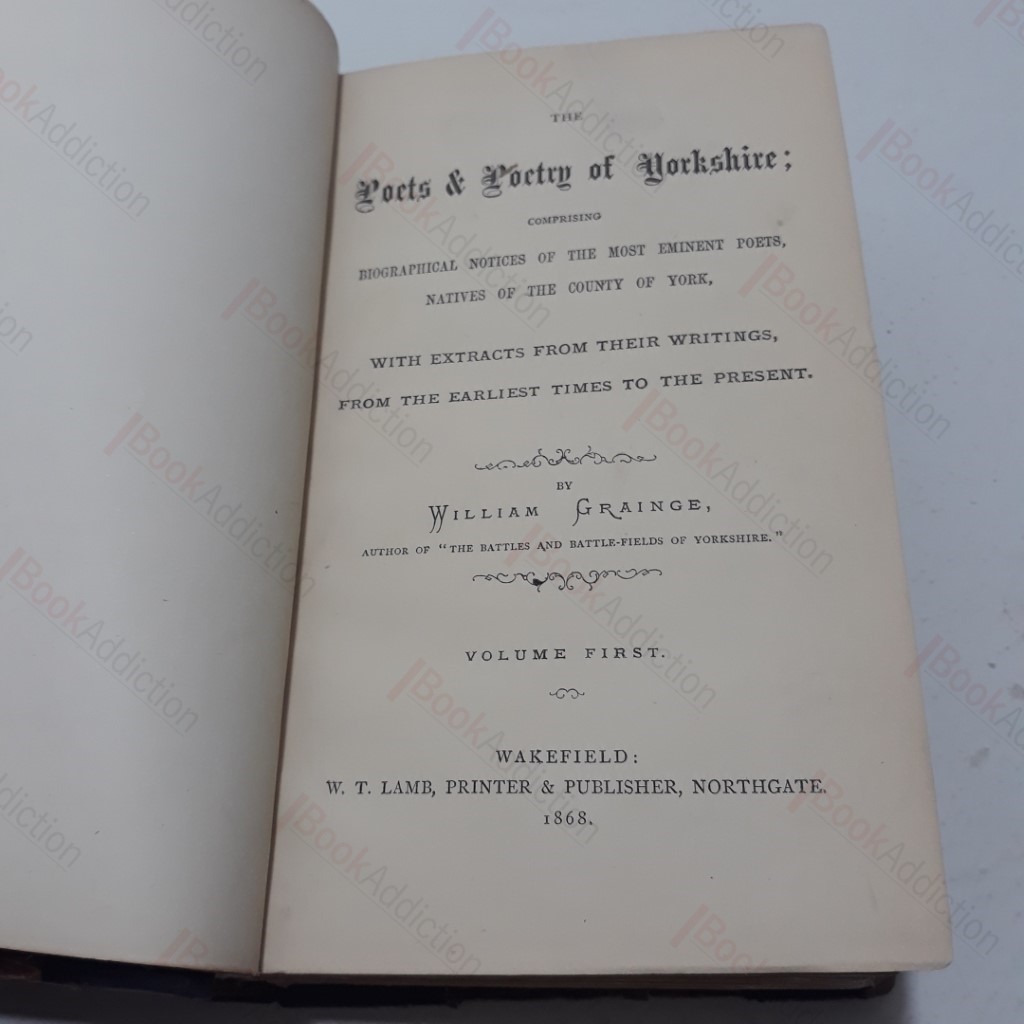 THE
Poets & Poetry of Yorkshire;
COMPRISING
BIOGRAPHICAL NOTICES OF THE MOST EMINENT POETS,
NATIVES OF THE COUNTY OF YORK,
WITH EXTRACTS FROM THEIR WRITINGS,
FROM THE EARLIEST TIMES TO THE PRESENT.
BY
WILLIAM GRAINGE,
AUTHOR OF "THE BATTLES AND BATTLE-FIELDS OF YORKSHIRE."
VOLUME FIRST.
WAKEFIELD:
W. T. LAMB, PRINTER & PUBLISHER, NORTHGATE.
1868.
BookAddiction